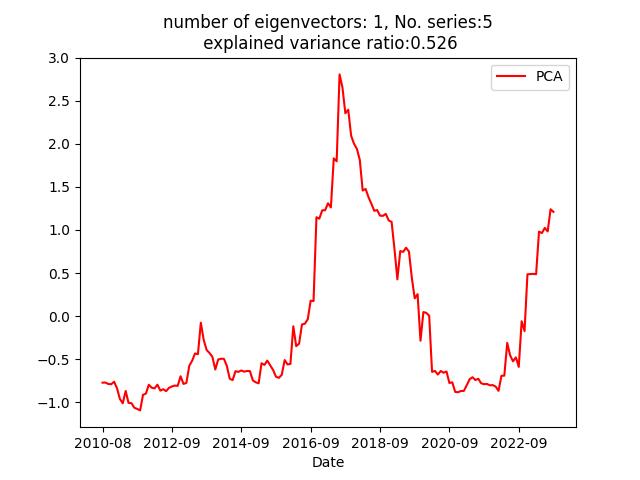 number of eigenvectors: 1, No. series:5
explained variance ratio:0.526
3.0
PCA
2.5
2.0
1.5
1.0
0.5
0.0
−0.5
−1.0
2010-08 2012-09 2014-09 2016-09 2018-09 2020-09 2022-09
Date